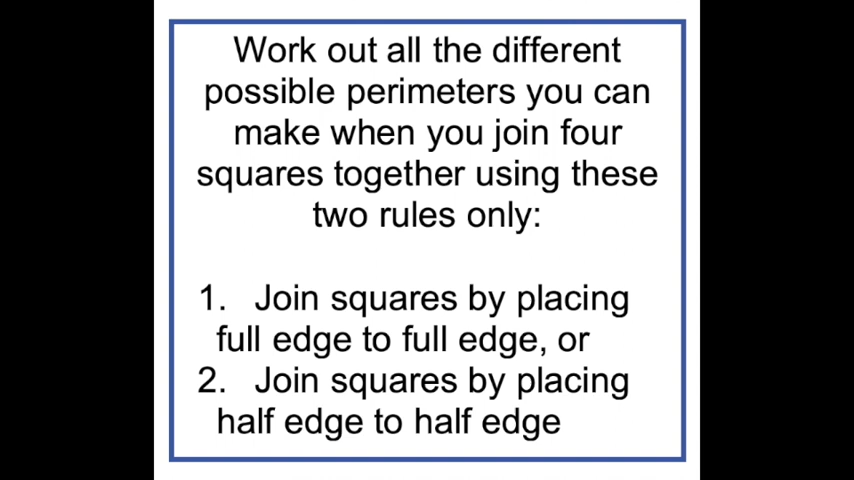 Work out all the different
possible perimeters you can
make when you join four
squares together using these
two rules only:
1. Join squares by placing
full edge to full edge, or
2. Join squares by placing
half edge to half edge